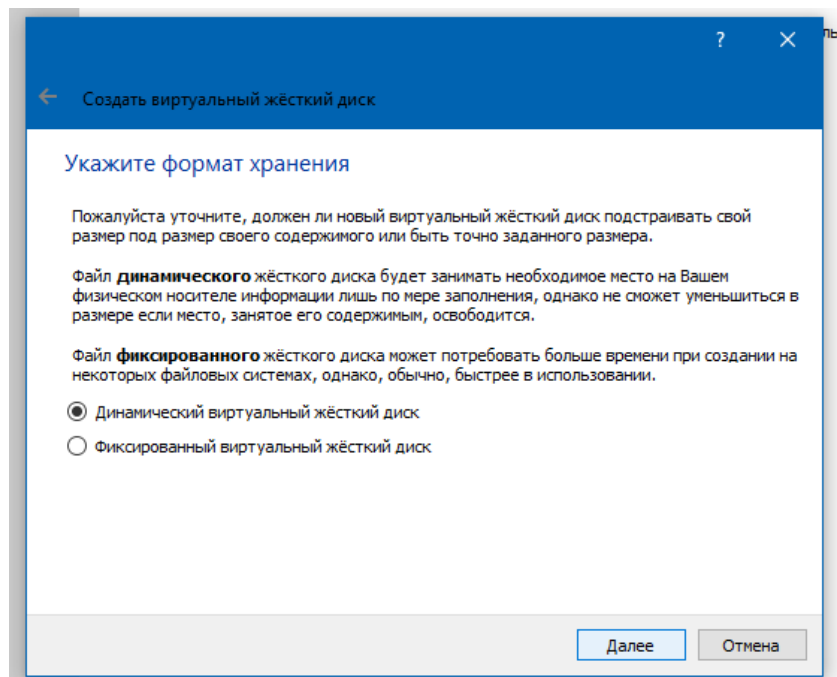 ?
Создать виртуальный жёсткий диск
Укажите формат хранения
Пожалуйста уточните, должен ли новый виртуальный жёсткий диск подстраивать свой
размер под размер своего содержимого или быть точно заданного размера.
Файл динамического жёсткого диска будет занимать необходимое место на Вашем
физическом носителе информации лишь по мере заполнения, однако не сможет уменьшиться в
размере если место, занятое его содержимым, освободится.
Файл фиксированного жёсткого диска может потребовать больше времени при создании на
некоторых файловых системах, однако, обычно, быстрее в использовании.
Динамический виртуальный жёсткий диск
Фиксированный виртуальный жёсткий диск
Далее
Отмена